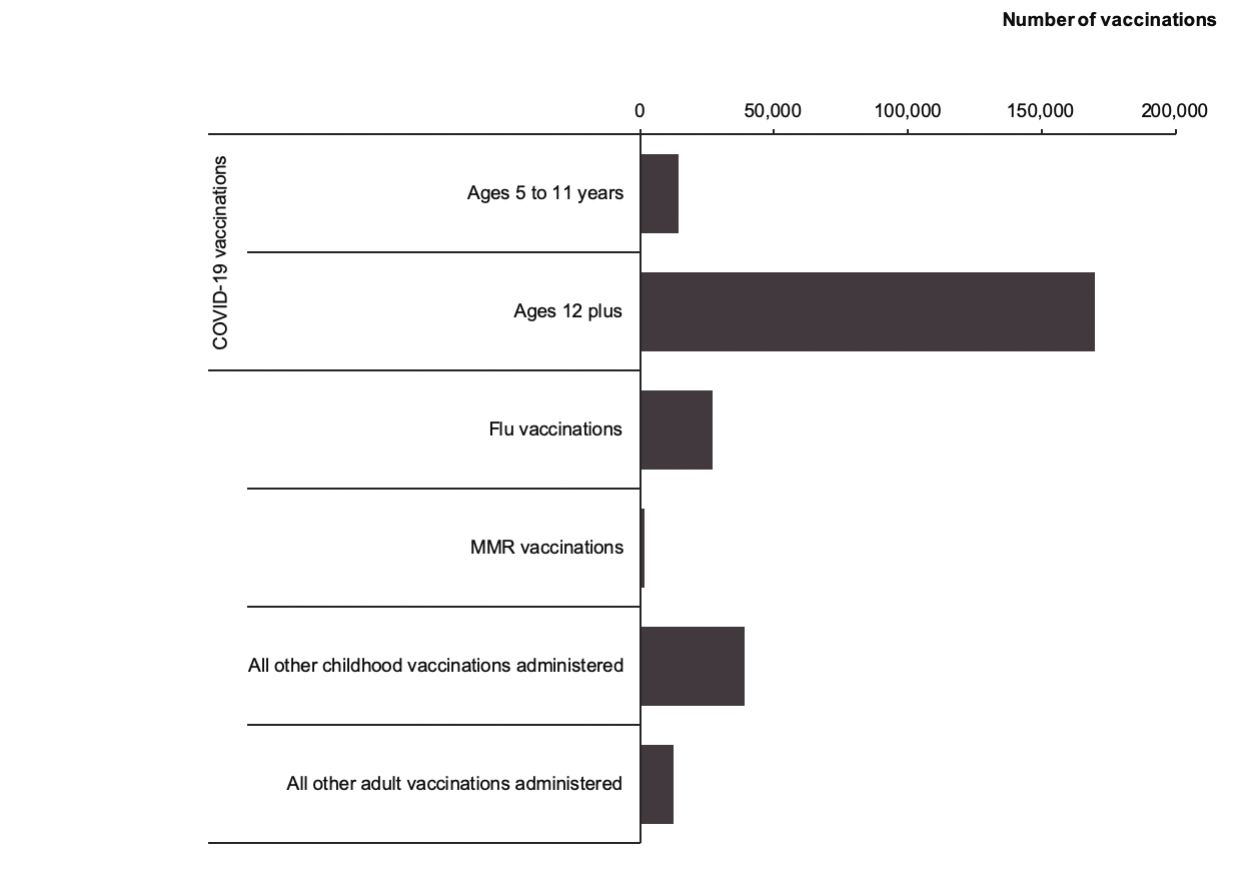 Number of vaccinations
0 50,000 100,000 150,000 200,000
COVID-19 vaccinations
Ages 5 to 11 years
Ages 12 plus
Flu vaccinations
MMR vaccinations
All other childhood vaccinations administered
All other adult vaccinations administered